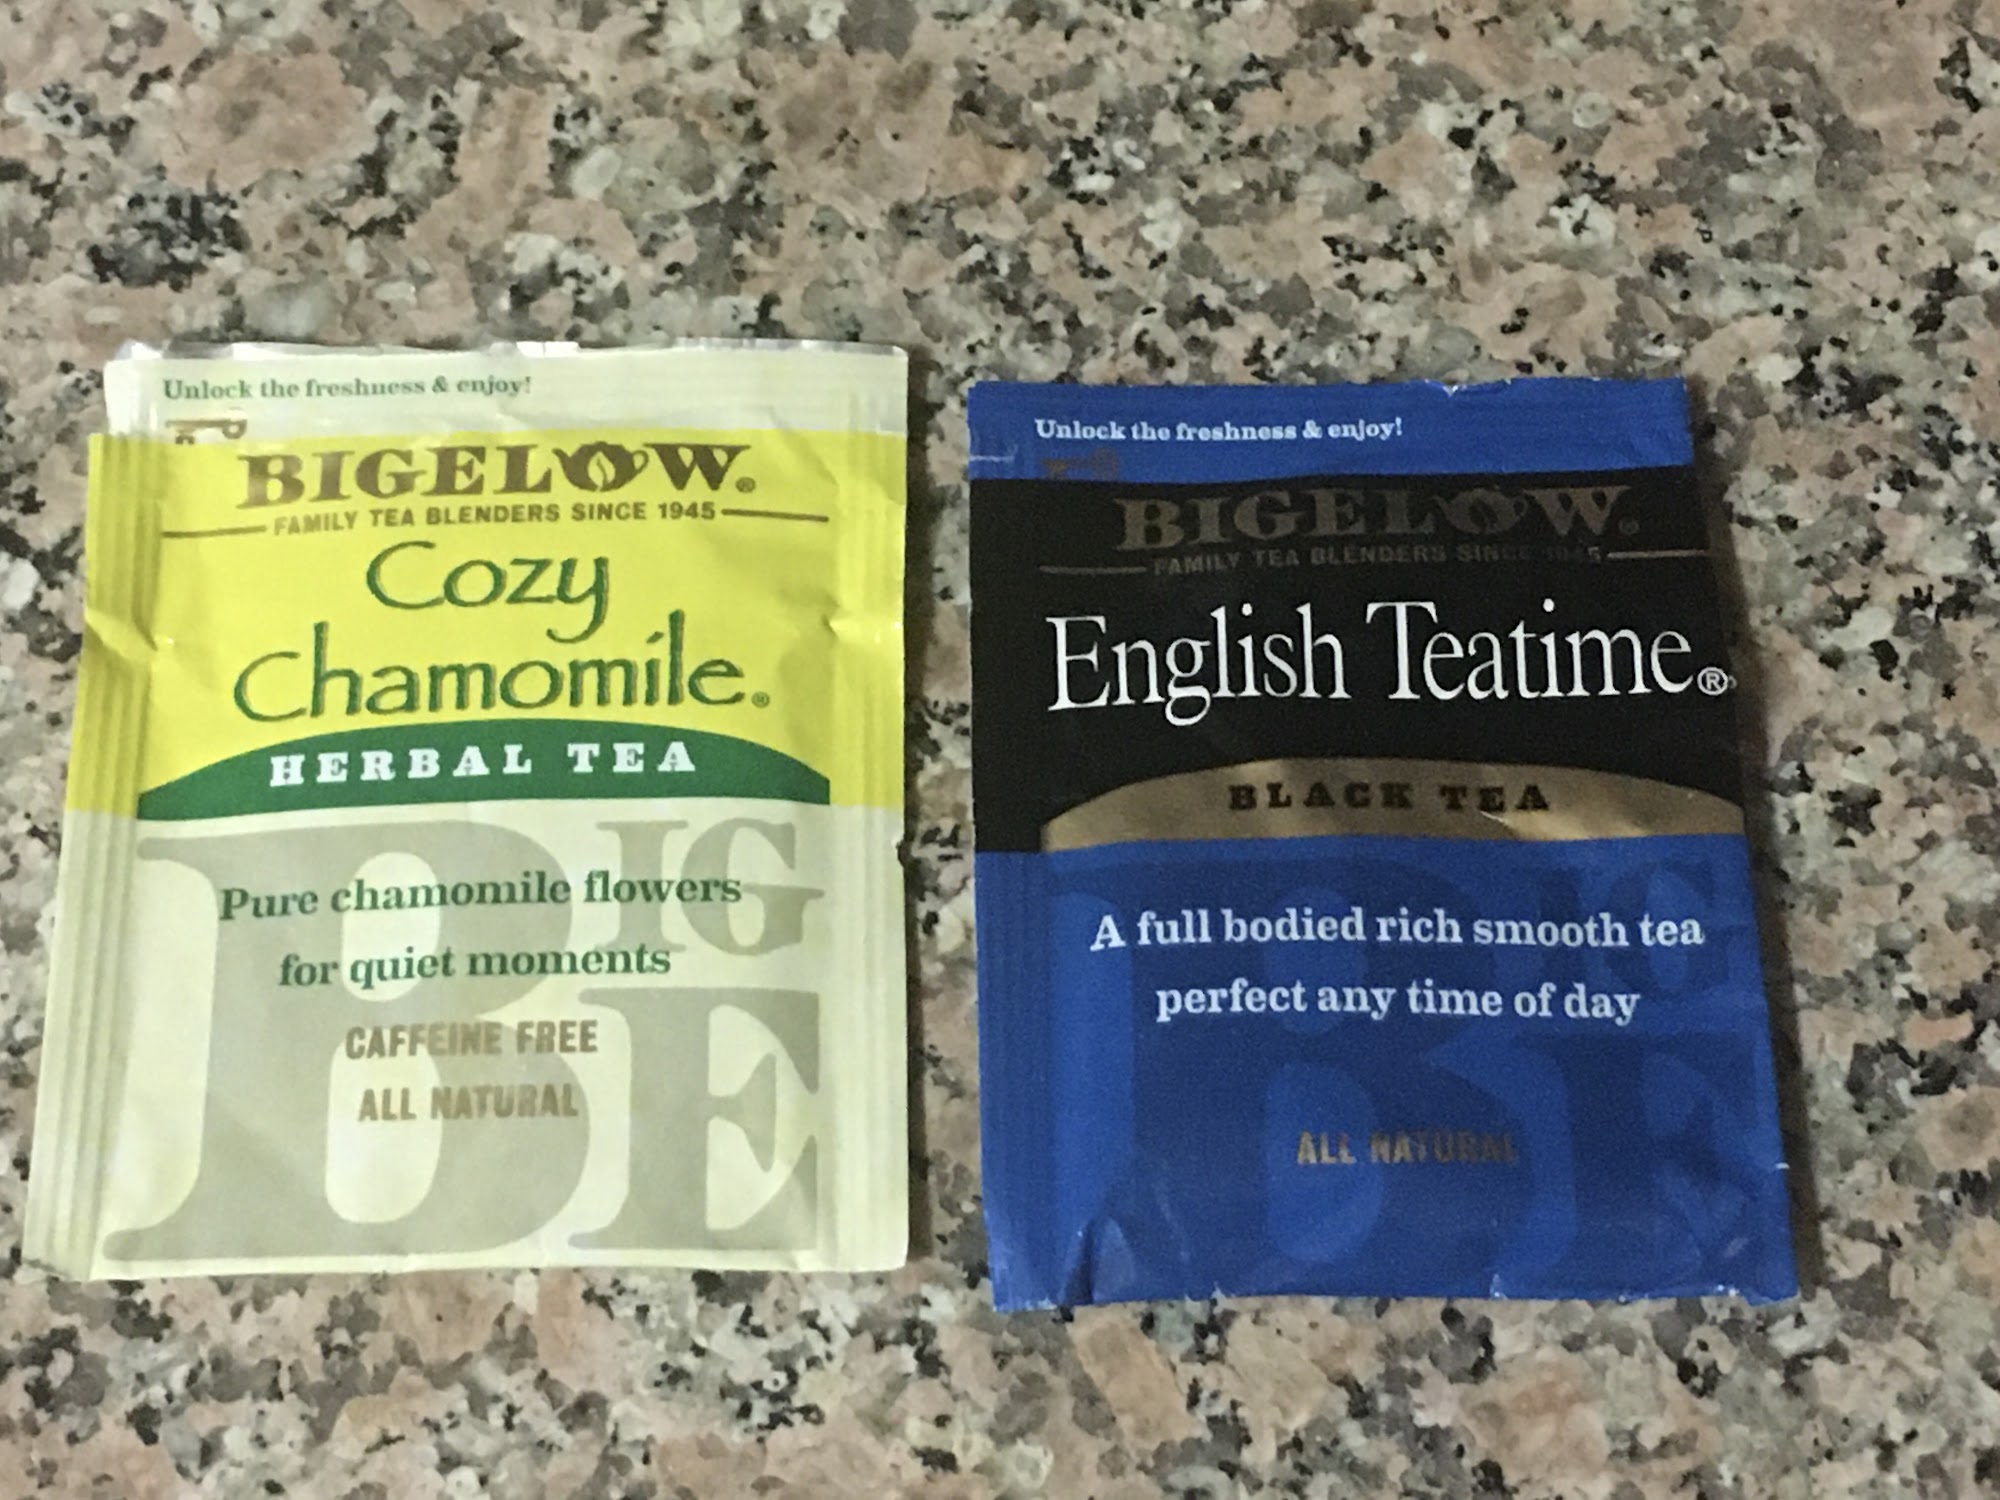 Unlock the freshness & enjoy!
BIGELOW®
FAMILY TEA BLENDERS SINCE 1945
Cozy
Chamomile®
HERBAL TEA
BIG
BE
Pure chamomile flowers
for quiet moments
CAFFEINE FREE
ALL NATURAL
Unlock the freshness & enjoy!
BIGELOW®
FAMILY TEA BLENDERS SINCE 1945
English Teatime®
BLACK TEA
A full bodied rich smooth tea
perfect any time of day
ALL NATURAL